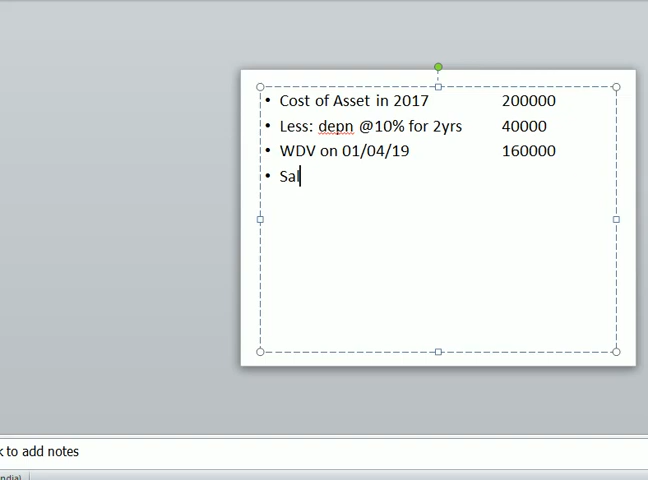 • Cost of Asset in 2017 200000
• Less: depn @10% for 2yrs 40000
• WDV on 01/04/19 160000
• Sal
to add notes